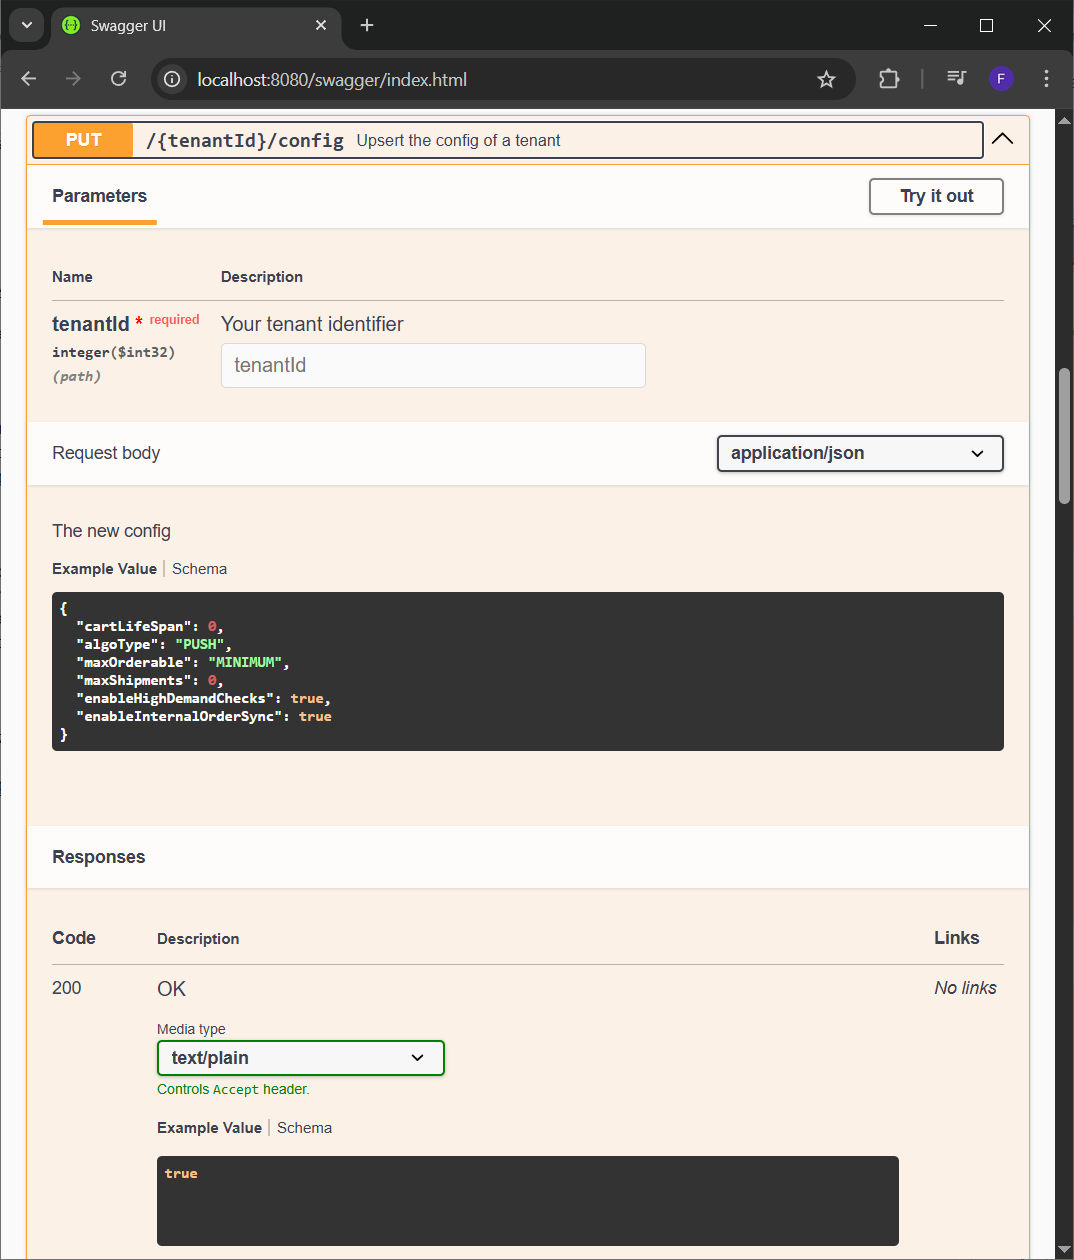 Swagger UI
localhost:8080/swagger/index.html
F
PUT /{tenantId}/config Upsert the config of a tenant
Parameters
Try it out
Name Description
tenantId * required Your tenant identifier
integer($int32)
tenantId
(path)
Request body
application/json
The new config
Example Value | Schema
{
"cartLifeSpan": 0,
"algoType": "PUSH",
"maxOrderable": "MINIMUM",
"maxShipments": 0,
"enableHighDemandChecks": true,
"enableInternalOrderSync": true
}
Responses
Code Description Links
200 OK No links
Media type
text/plain
Controls Accept header.
Example Value | Schema
true